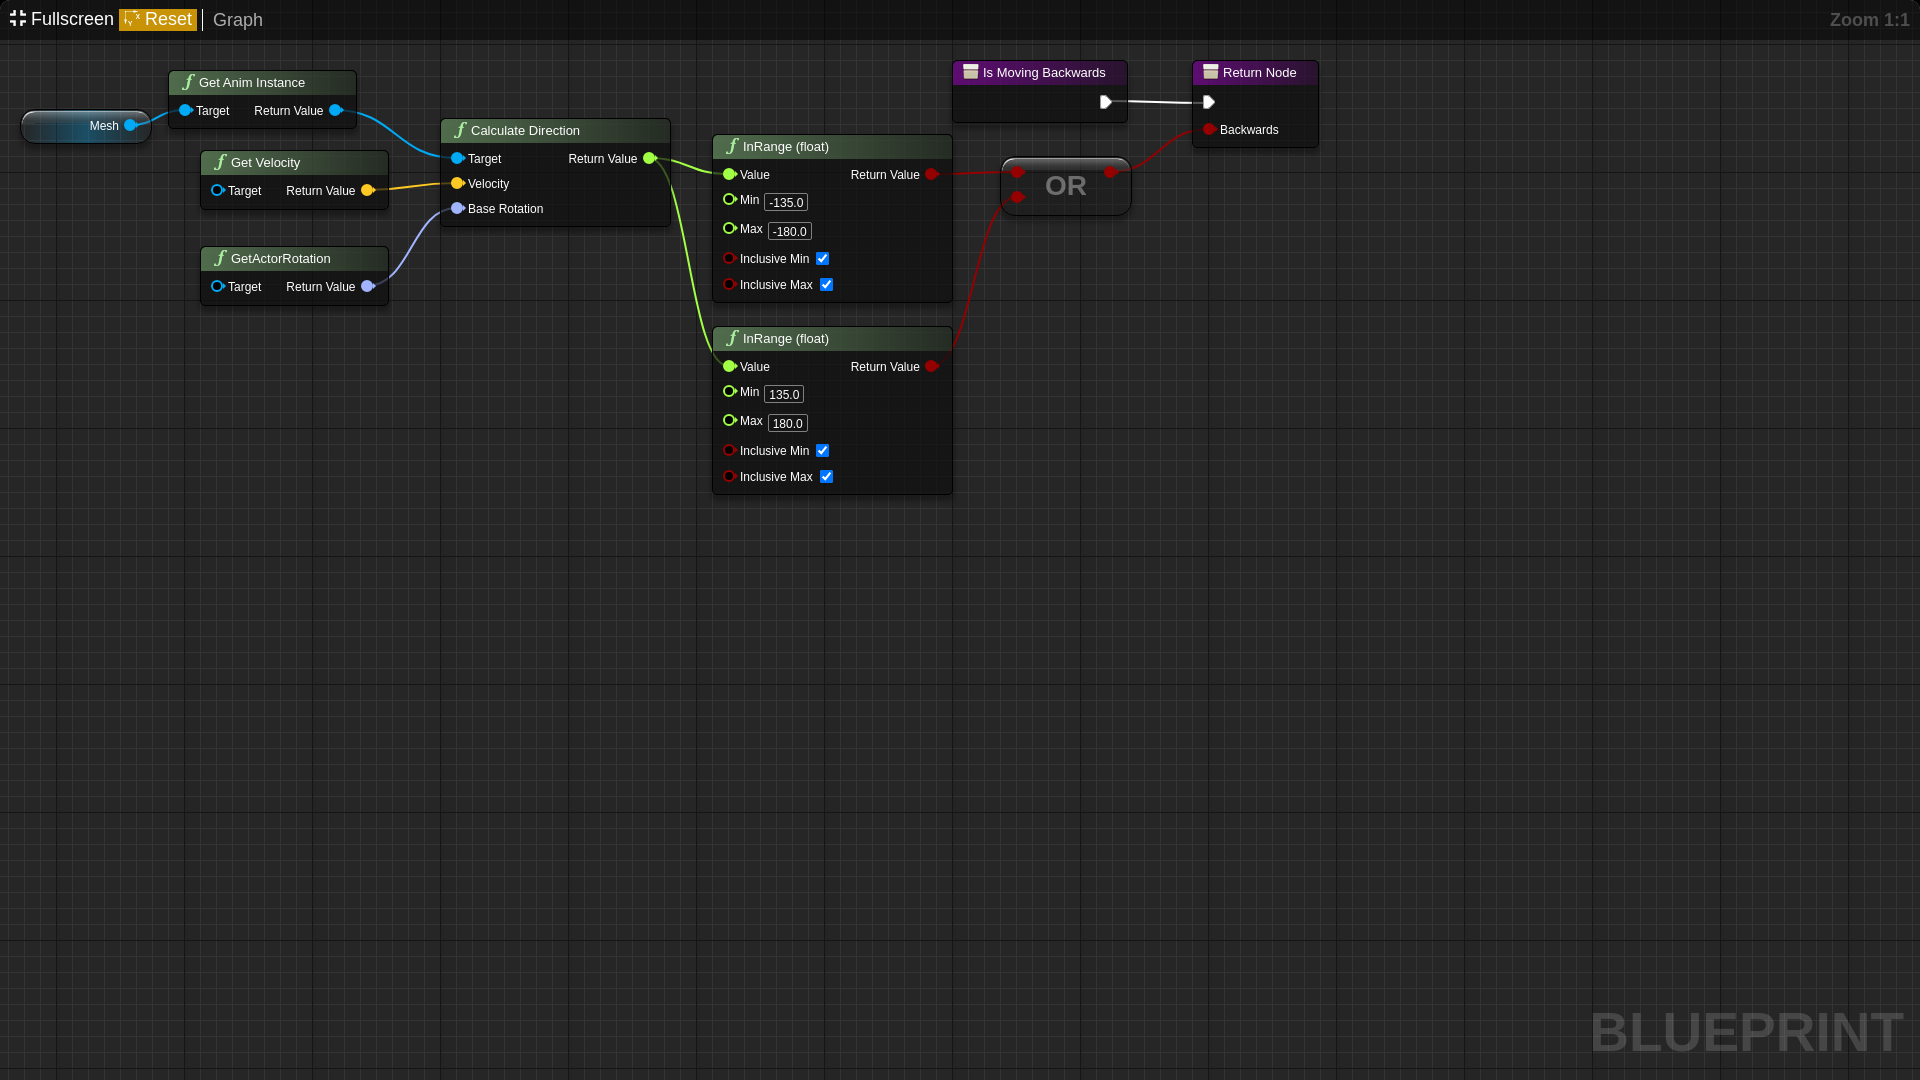 Fullscreen Reset Graph Zoom 1:1
Mesh
Get Anim Instance
Target Return Value
Get Velocity
Target Return Value
GetActorRotation
Target Return Value
Calculate Direction
Target Return Value
Velocity
Base Rotation
InRange (float)
Value Return Value
Min -135.0
Max -180.0
Inclusive Min
Inclusive Max
InRange (float)
Value Return Value
Min 135.0
Max 180.0
Inclusive Min
Inclusive Max
Is Moving Backwards
OR
Return Node
Backwards
BLUEPRINT